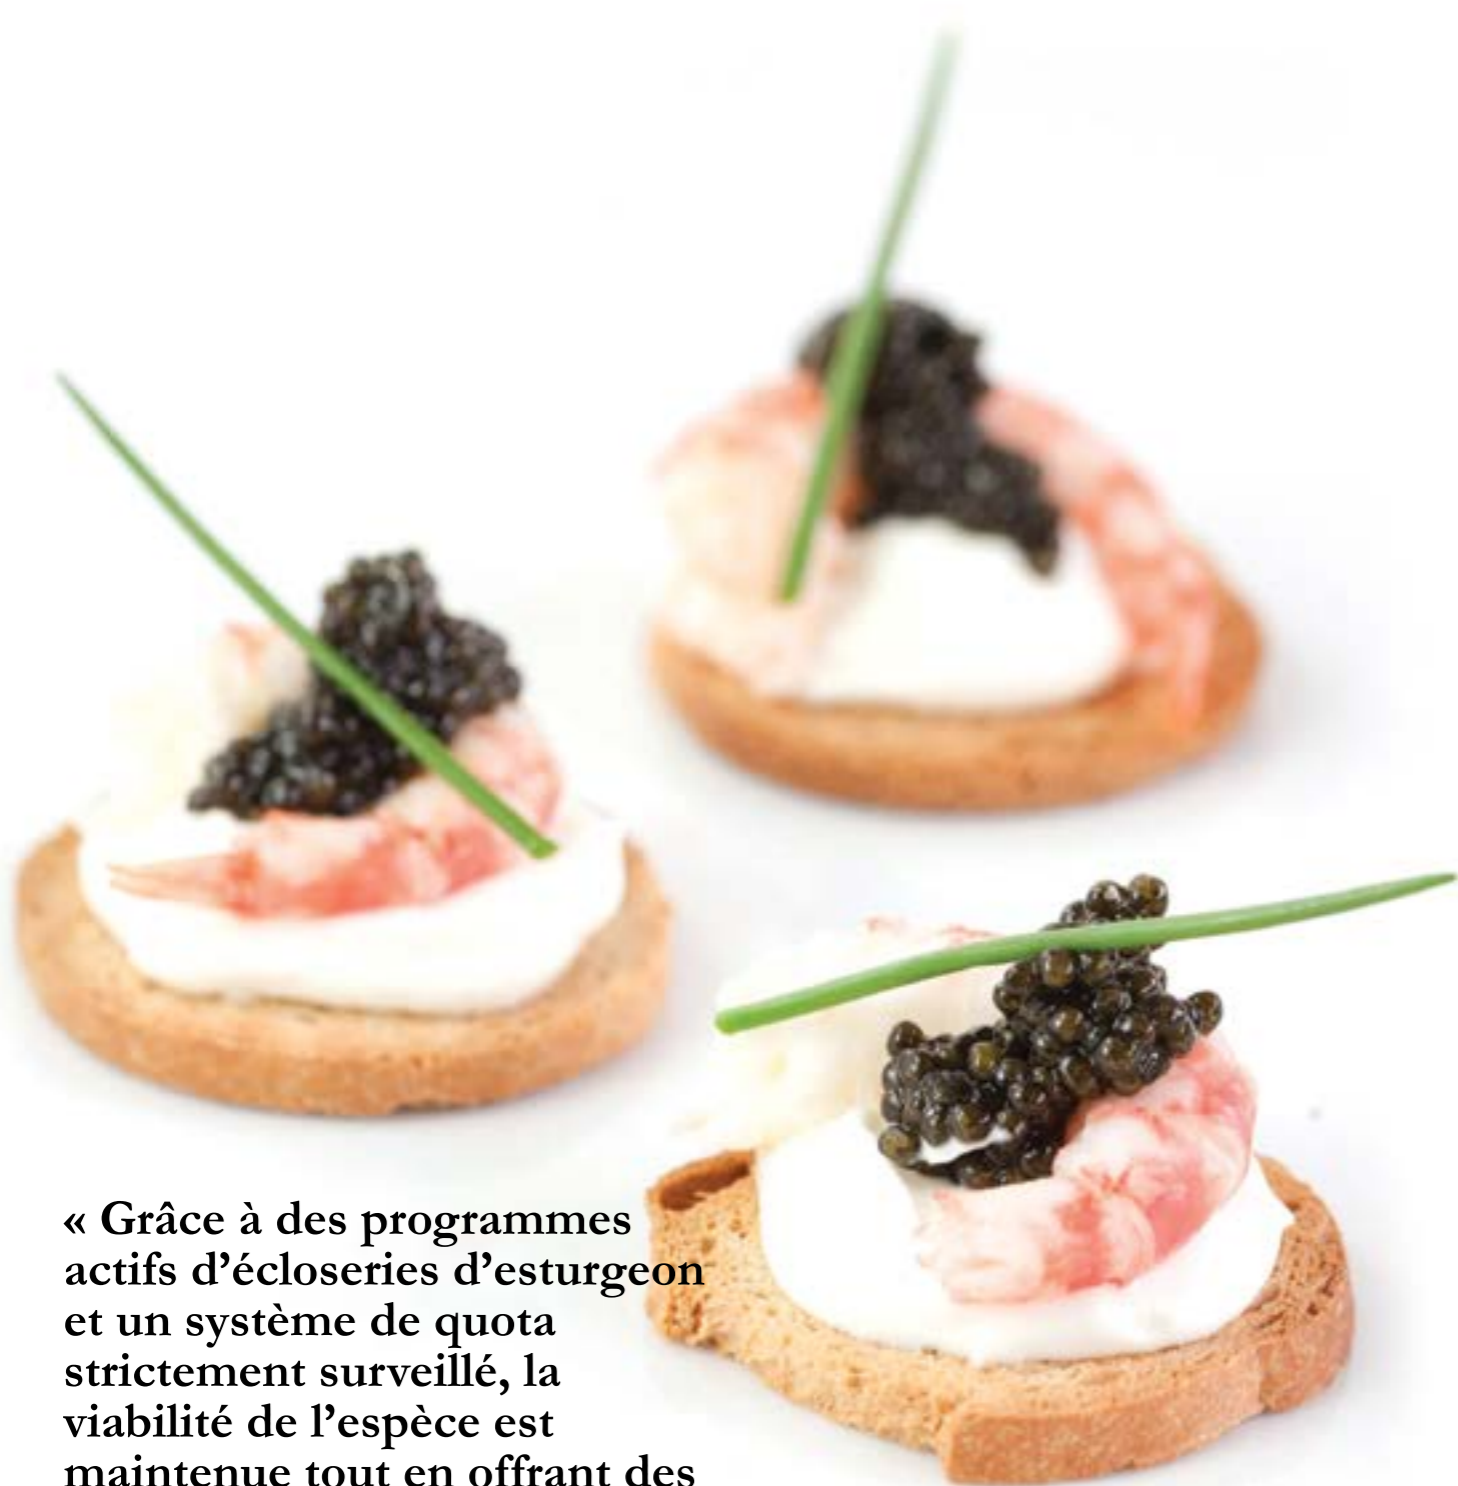 « Grâce à des programmes
actifs d’écloseries d’esturgeon
et un système de quota
strictement surveillé, la
viabilité de l’espèce est
maintenue tout en offrant des